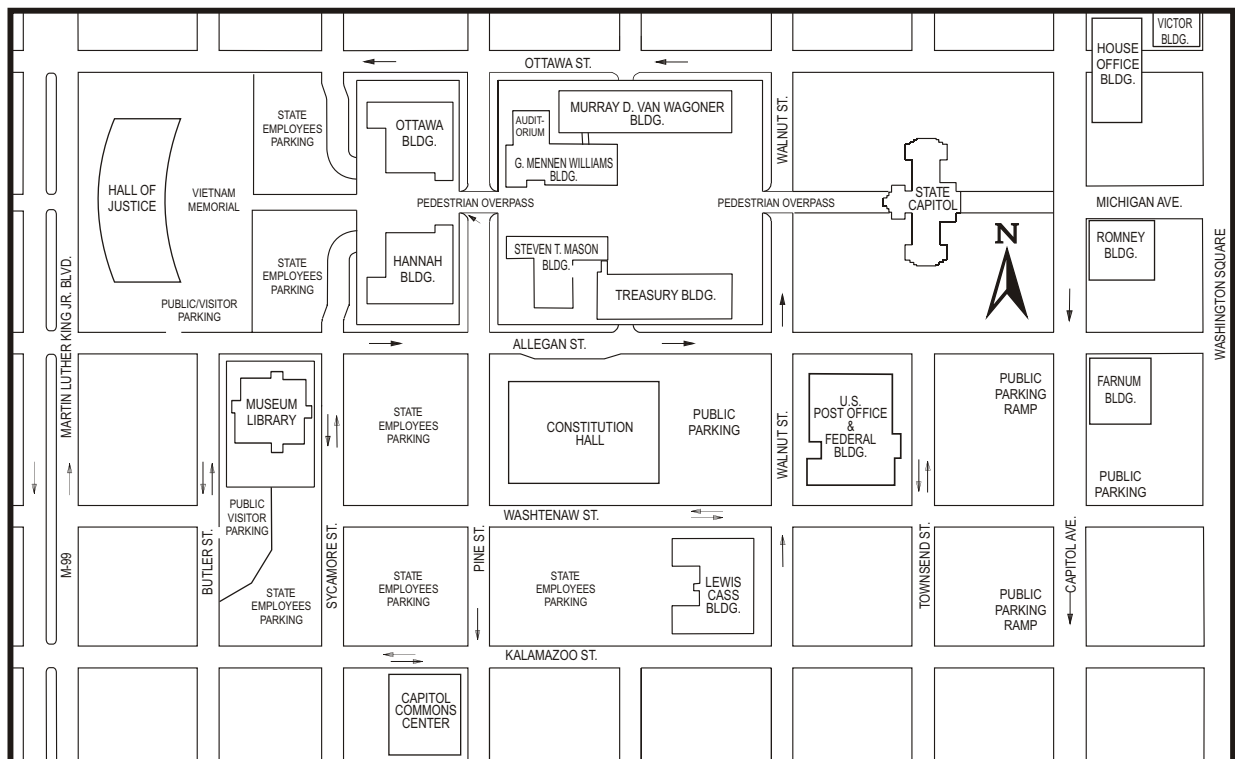 VICTOR
BLDG.
HOUSE
OFFICE
BLDG.
OTTAWA ST.
WALNUT ST.
STATE
EMPLOYEES
PARKING
OTTAWA
BLDG.
AUDIT-
ORIUM
MURRAY D. VAN WAGONER
BLDG.
G. MENNEN WILLIAMS
BLDG.
HALL OF
JUSTICE
VIETNAM
MEMORIAL
PEDESTRIAN OVERPASS
PEDESTRIAN OVERPASS
STATE
CAPITOL
MICHIGAN AVE.
N
STATE
EMPLOYEES
PARKING
HANNAH
BLDG.
STEVEN T. MASON
BLDG.
TREASURY BLDG.
ROMNEY
BLDG.
WASHINGTON SQUARE
PUBLIC/VISITOR
PARKING
MARTIN LUTHER KING JR. BLVD.
ALLEGAN ST.
MUSEUM
LIBRARY
STATE
EMPLOYEES
PARKING
CONSTITUTION
HALL
PUBLIC
PARKING
WALNUT ST.
U.S.
POST OFFICE
&
FEDERAL
BLDG.
PUBLIC
PARKING
RAMP
FARNUM
BLDG.
PUBLIC
PARKING
PUBLIC
VISITOR
PARKING
WASHTENAW ST.
M-99
BUTLER ST.
STATE
EMPLOYEES
PARKING
SYCAMORE ST.
STATE
EMPLOYEES
PARKING
PINE ST.
STATE
EMPLOYEES
PARKING
LEWIS
CASS
BLDG.
TOWNSEND ST.
PUBLIC
PARKING
RAMP
CAPITOL AVE.
KALAMAZOO ST.
CAPITOL
COMMONS
CENTER